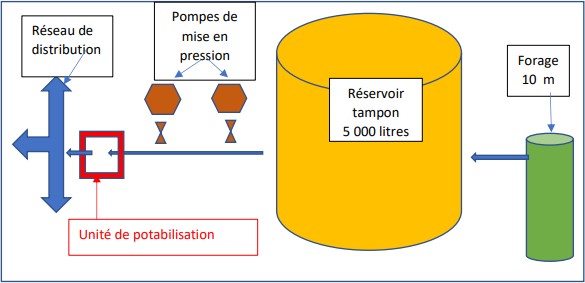 Réseau de
distribution
Pompes de
mise en
pression
Réservoir
tampon
5 000 litres
Forage
10 m
Unité de potabilisation